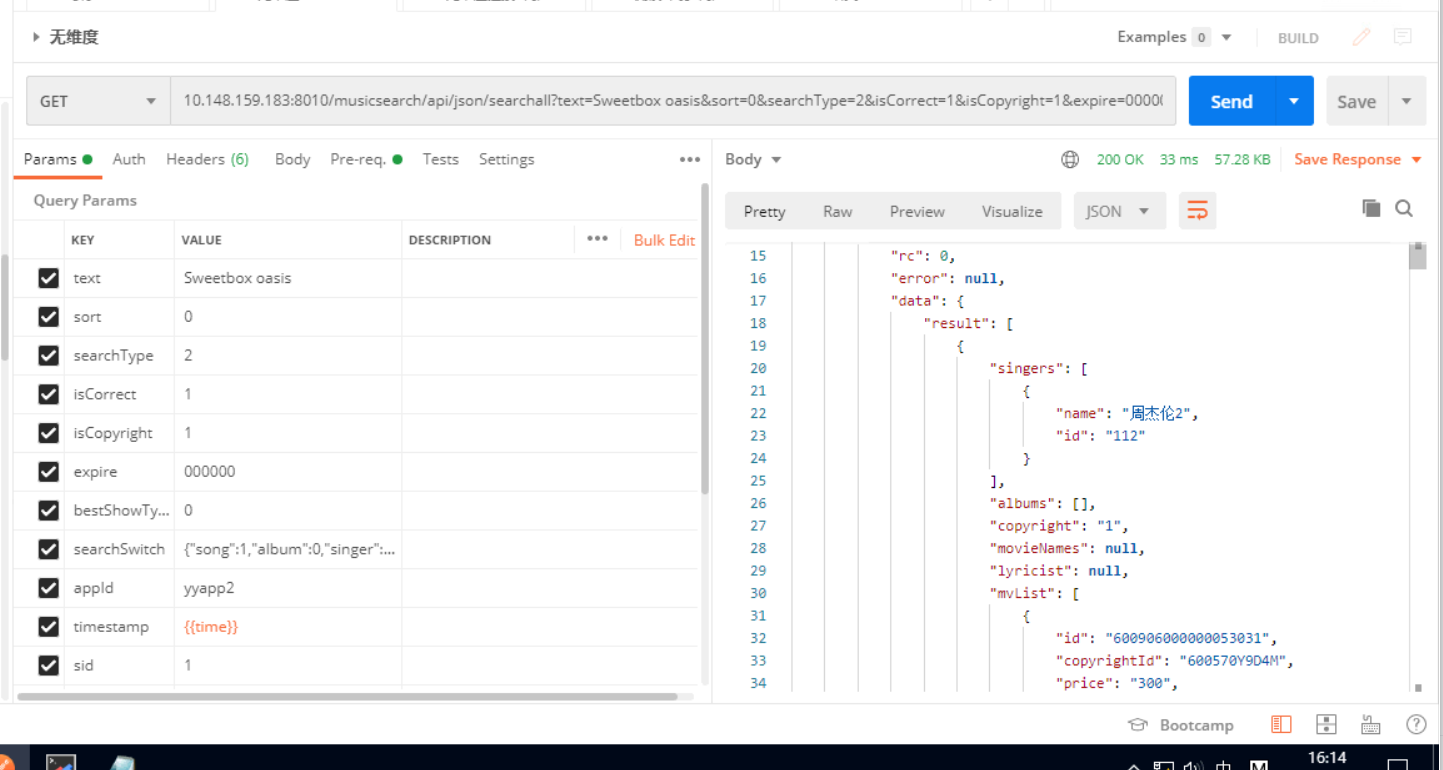 无维度
Examples 0
BUILD
GET
10.148.159.183:8010/musicsearch/api/json/searchall?text=Sweetbox oasis&sort=0&searchType=2&isCorrect=1&isCopyright=1&expire=0000
Send
Save
Params
Auth
Headers (6)
Body
Pre-req.
Tests
Settings
Body
200 OK
33 ms
57.28 KB
Save Response
Query Params
Pretty
Raw
Preview
Visualize
JSON
KEY
VALUE
DESCRIPTION
Bulk Edit
text Sweetbox oasis
sort 0
searchType 2
isCorrect 1
isCopyright 1
expire 000000
bestShowTy... 0
searchSwitch {"song":1,"album":0,"singer":...
appId yyapp2
timestamp {{time}}
sid 1
15 "rc": 0,
16 "error": null,
17 "data": {
18 "result": [
19 {
20 "singers": [
21 {
22 "name": "周杰伦2",
23 "id": "112"
24 }
25 ],
26 "albums": [],
27 "copyright": "1",
28 "movieNames": null,
29 "lyricist": null,
30 "mvList": [
31 {
32 "id": "600906000000053031",
33 "copyrightId": "600570Y9D4M",
34 "price": "300",
Bootcamp
中
M
16:14